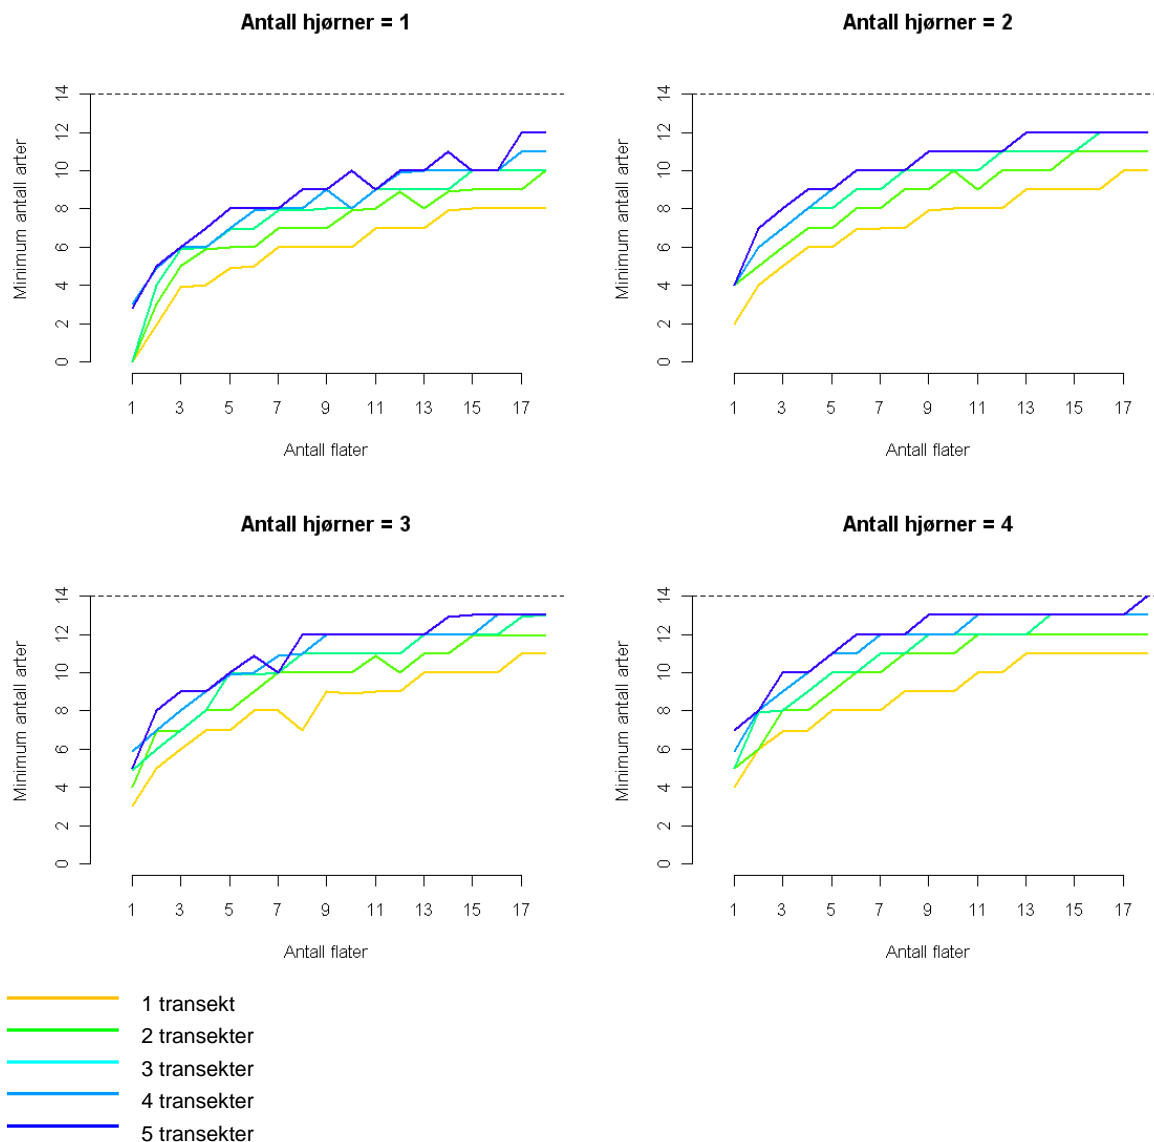 Antall hjørner = 1
Minimum antall arter
0 2 4 6 8 10 12 14
1 3 5 7 9 11 13 15 17
Antall flater
Antall hjørner = 2
Minimum antall arter
0 2 4 6 8 10 12 14
1 3 5 7 9 11 13 15 17
Antall flater
Antall hjørner = 3
Minimum antall arter
0 2 4 6 8 10 12 14
1 3 5 7 9 11 13 15 17
Antall flater
Antall hjørner = 4
Minimum antall arter
0 2 4 6 8 10 12 14
1 3 5 7 9 11 13 15 17
Antall flater
1 transekt
2 transekter
3 transekter
4 transekter
5 transekter